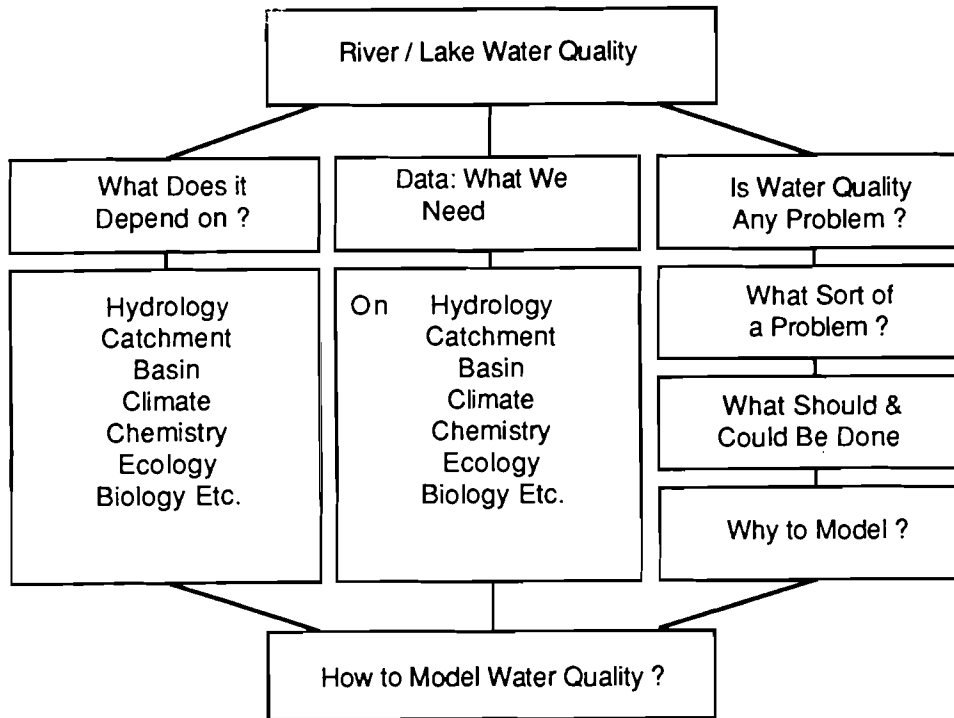 River / Lake Water Quality
What Does it
Depend on ?
Hydrology
Catchment
Basin
Climate
Chemistry
Ecology
Biology Etc.
Data: What We
Need
On Hydrology
Catchment
Basin
Climate
Chemistry
Ecology
Biology Etc.
Is Water Quality
Any Problem ?
What Sort of
a Problem ?
What Should &
Could Be Done
Why to Model ?
How to Model Water Quality ?